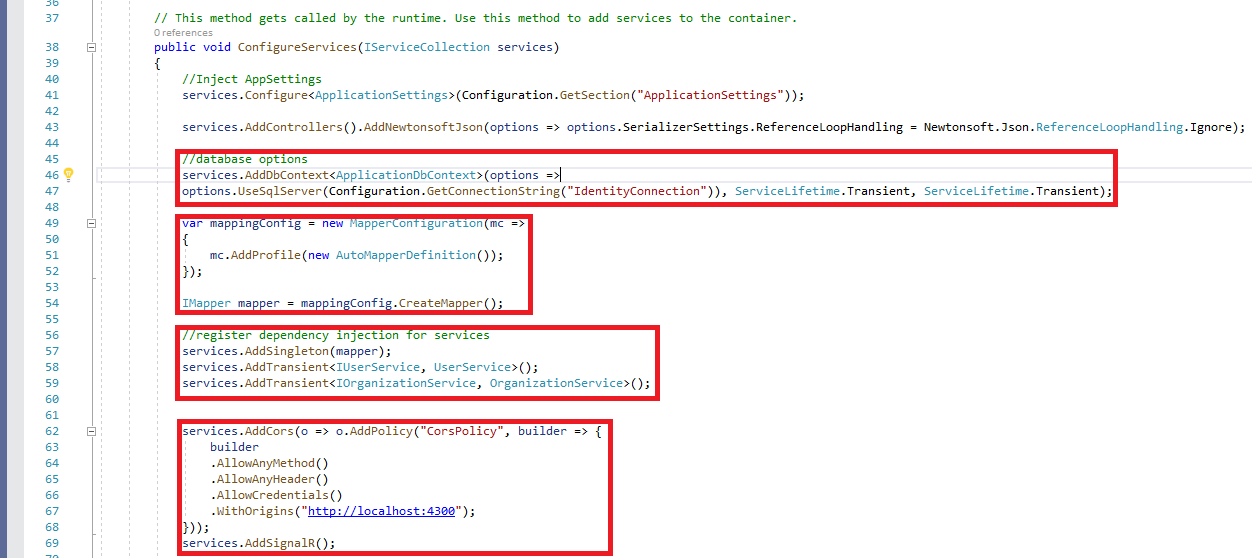 36
37 // This method gets called by the runtime. Use this method to add services to the container.
0 references
38 public void ConfigureServices(IServiceCollection services)
39 {
40 //Inject AppSettings
41 services.Configure<ApplicationSettings>(Configuration.GetSection("ApplicationSettings"));
42
43 services.AddControllers().AddNewtonsoftJson(options => options.SerializerSettings.ReferenceLoopHandling = Newtonsoft.Json.ReferenceLoopHandling.Ignore);
44
45 //database options
46 services.AddDbContext<ApplicationDbContext>(options =>
47 options.UseSqlServer(Configuration.GetConnectionString("IdentityConnection")), ServiceLifetime.Transient, ServiceLifetime.Transient);
48
49 var mappingConfig = new MapperConfiguration(mc =>
50 {
51 mc.AddProfile(new AutoMapperDefinition());
52 });
53
54 IMapper mapper = mappingConfig.CreateMapper();
55
56 //register dependency injection for services
57 services.AddSingleton(mapper);
58 services.AddTransient<IUserService, UserService>();
59 services.AddTransient<IOrganizationService, OrganizationService>();
60
61
62 services.AddCors(o => o.AddPolicy("CorsPolicy", builder => {
63 builder
64 .AllowAnyMethod()
65 .AllowAnyHeader()
66 .AllowCredentials()
67 .WithOrigins("http://localhost:4300");
68 }));
69 services.AddSignalR();
70